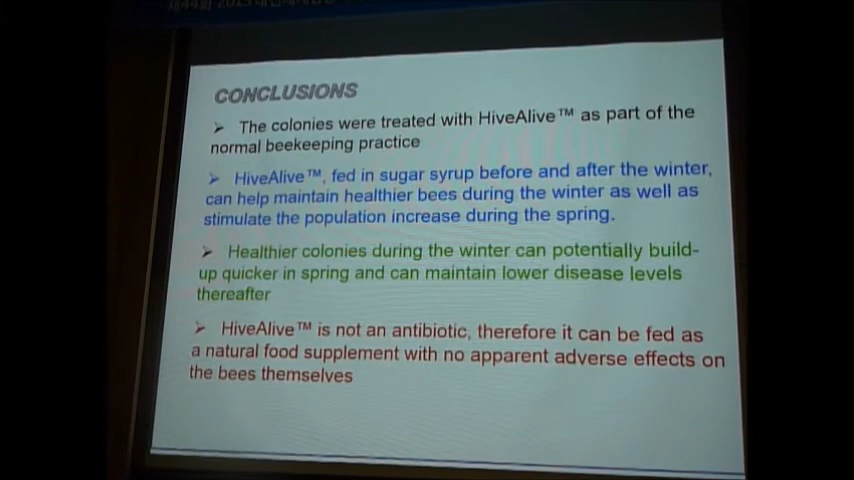 CONCLUSIONS
➢ The colonies were treated with HiveAlive™ as part of the
normal beekeeping practice
➢ HiveAlive™, fed in sugar syrup before and after the winter,
can help maintain healthier bees during the winter as well as
stimulate the population increase during the spring.
➢ Healthier colonies during the winter can potentially build-
up quicker in spring and can maintain lower disease levels
thereafter
➢ HiveAlive™ is not an antibiotic, therefore it can be fed as
a natural food supplement with no apparent adverse effects on
the bees themselves